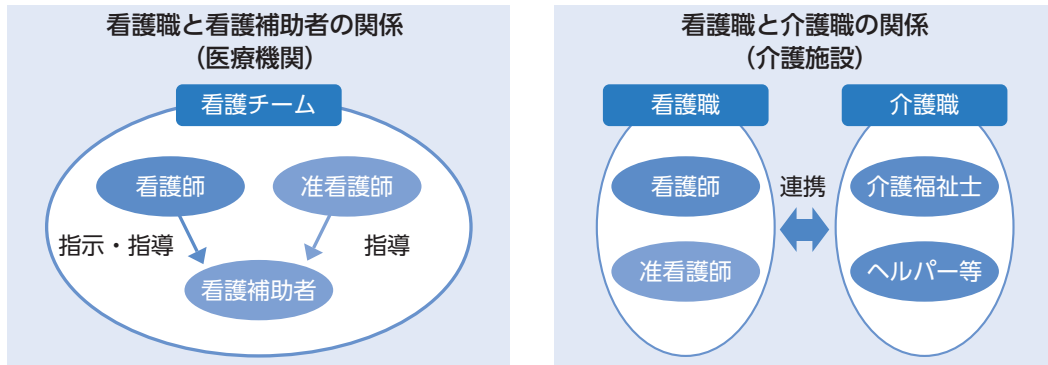 看護職と看護補助者の関係
（医療機関）
看護チーム
看護師
准看護師
指示・指導
指導
看護補助者
看護職と介護職の関係
（介護施設）
看護職
介護職
看護師
連携
介護福祉士
准看護師
ヘルパー等